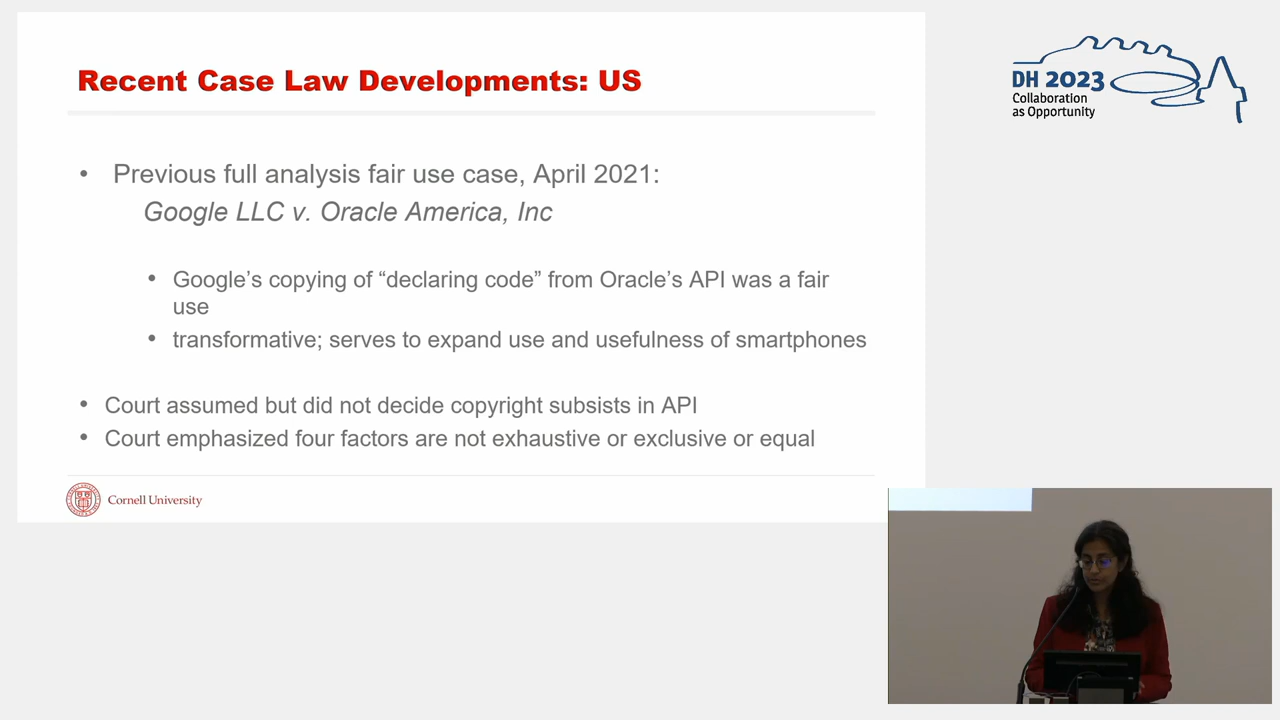 Recent Case Law Developments: US
• Previous full analysis fair use case, April 2021:
Google LLC v. Oracle America, Inc
• Google’s copying of “declaring code” from Oracle’s API was a fair
use
• transformative; serves to expand use and usefulness of smartphones
• Court assumed but did not decide copyright subsists in API
• Court emphasized four factors are not exhaustive or exclusive or equal
Cornell University
DH 2023
Collaboration
as Opportunity